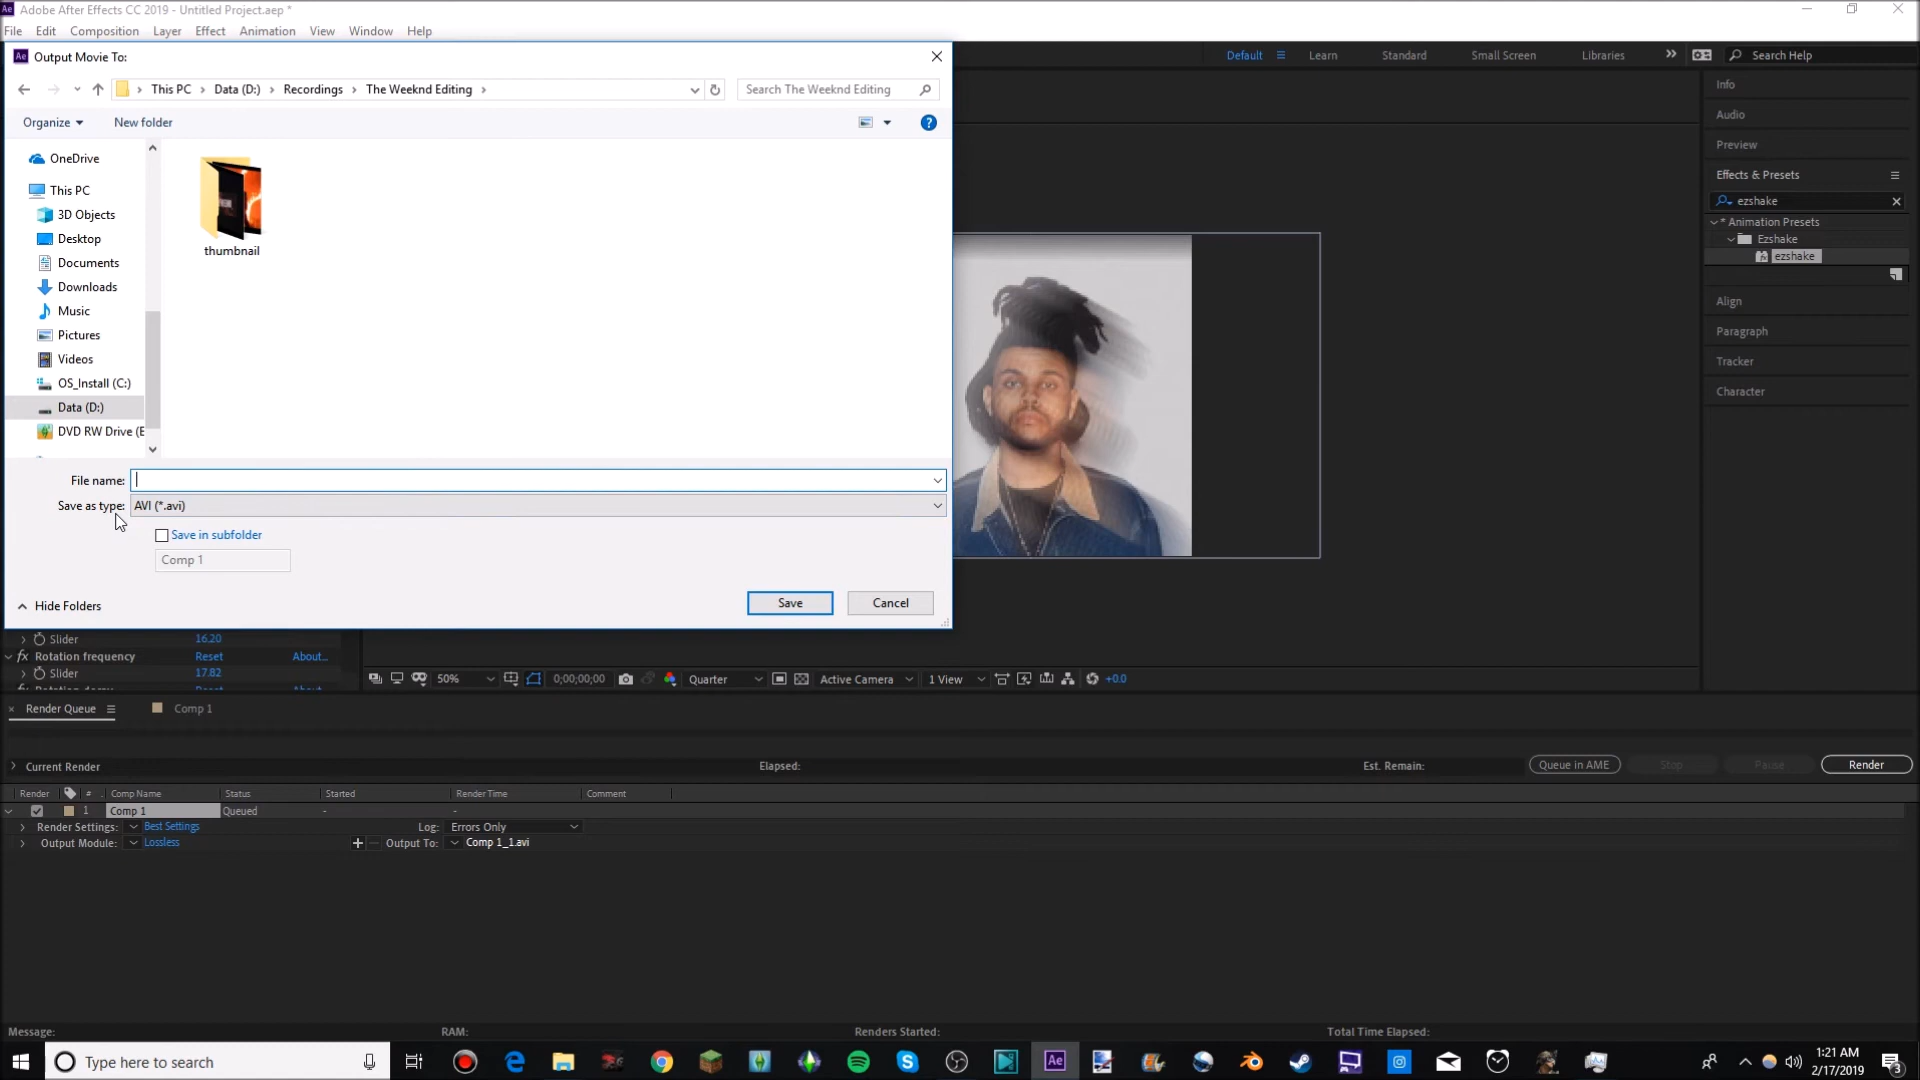 Adobe After Effects CC 2019 - Untitled Project.aep *
File Edit Composition Layer Effect Animation View Window Help
Output Movie To:
Default Learn Standard Small Screen Libraries Search Help
This PC Data (D:) Recordings The Weeknd Editing Search The Weeknd Editing
Organize New folder
OneDrive
This PC
3D Objects
Desktop
Documents
Downloads
Music
Pictures
Videos
OS_Install (C:)
Data (D:)
DVD RW Drive (E
thumbnail
File name:
Save as type: AVI (*.avi)
Save in subfolder
Comp 1
Hide Folders Save Cancel
Info
Audio
Preview
Effects & Presets
ezshake
* Animation Presets
Ezshake
ezshake
Align
Paragraph
Tracker
Character
Slider 16.20
fx Rotation frequency Reset About...
Slider 17.82
50% 0;00;00;00 Quarter Active Camera 1 View +0.0
Render Queue Comp 1
Current Render Elapsed: Est. Remain: Queue in AME Stop Pause Render
Render # Comp Name Status Started Render Time Comment
1 Comp 1 Queued - -
Render Settings: Best Settings Log: Errors Only
Output Module: Lossless Output To: Comp 1_1.avi
Message: RAM: Renders Started: Total Time Elapsed:
Type here to search
1:21 AM
2/17/2019
3